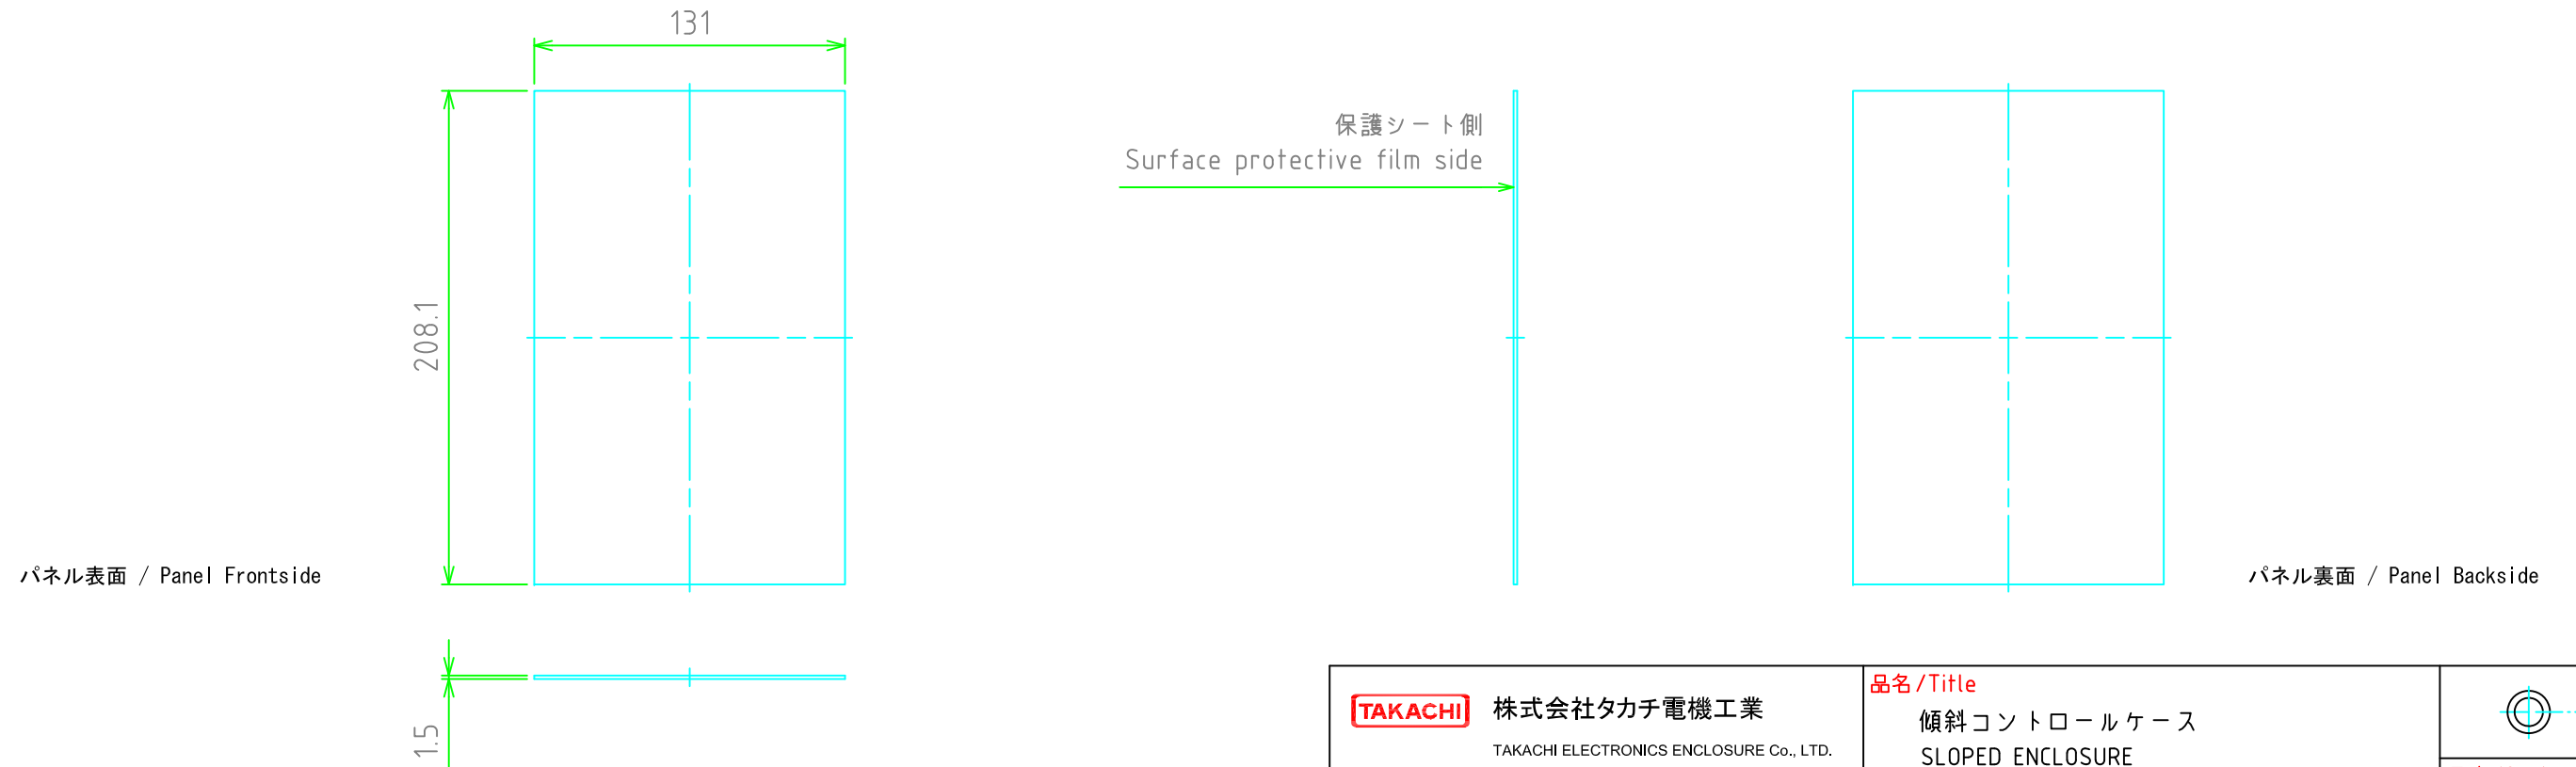 131
保護シート側
Surface protective film side
208.1
パネル表面 / Panel Frontside
パネル裏面 / Panel Backside
1.5
TAKACHI
株式会社タカチ電機工業
TAKACHI ELECTRONICS ENCLOSURE Co., LTD.
品名/Title
傾斜コントロールケース
SLOPED ENCLOSURE